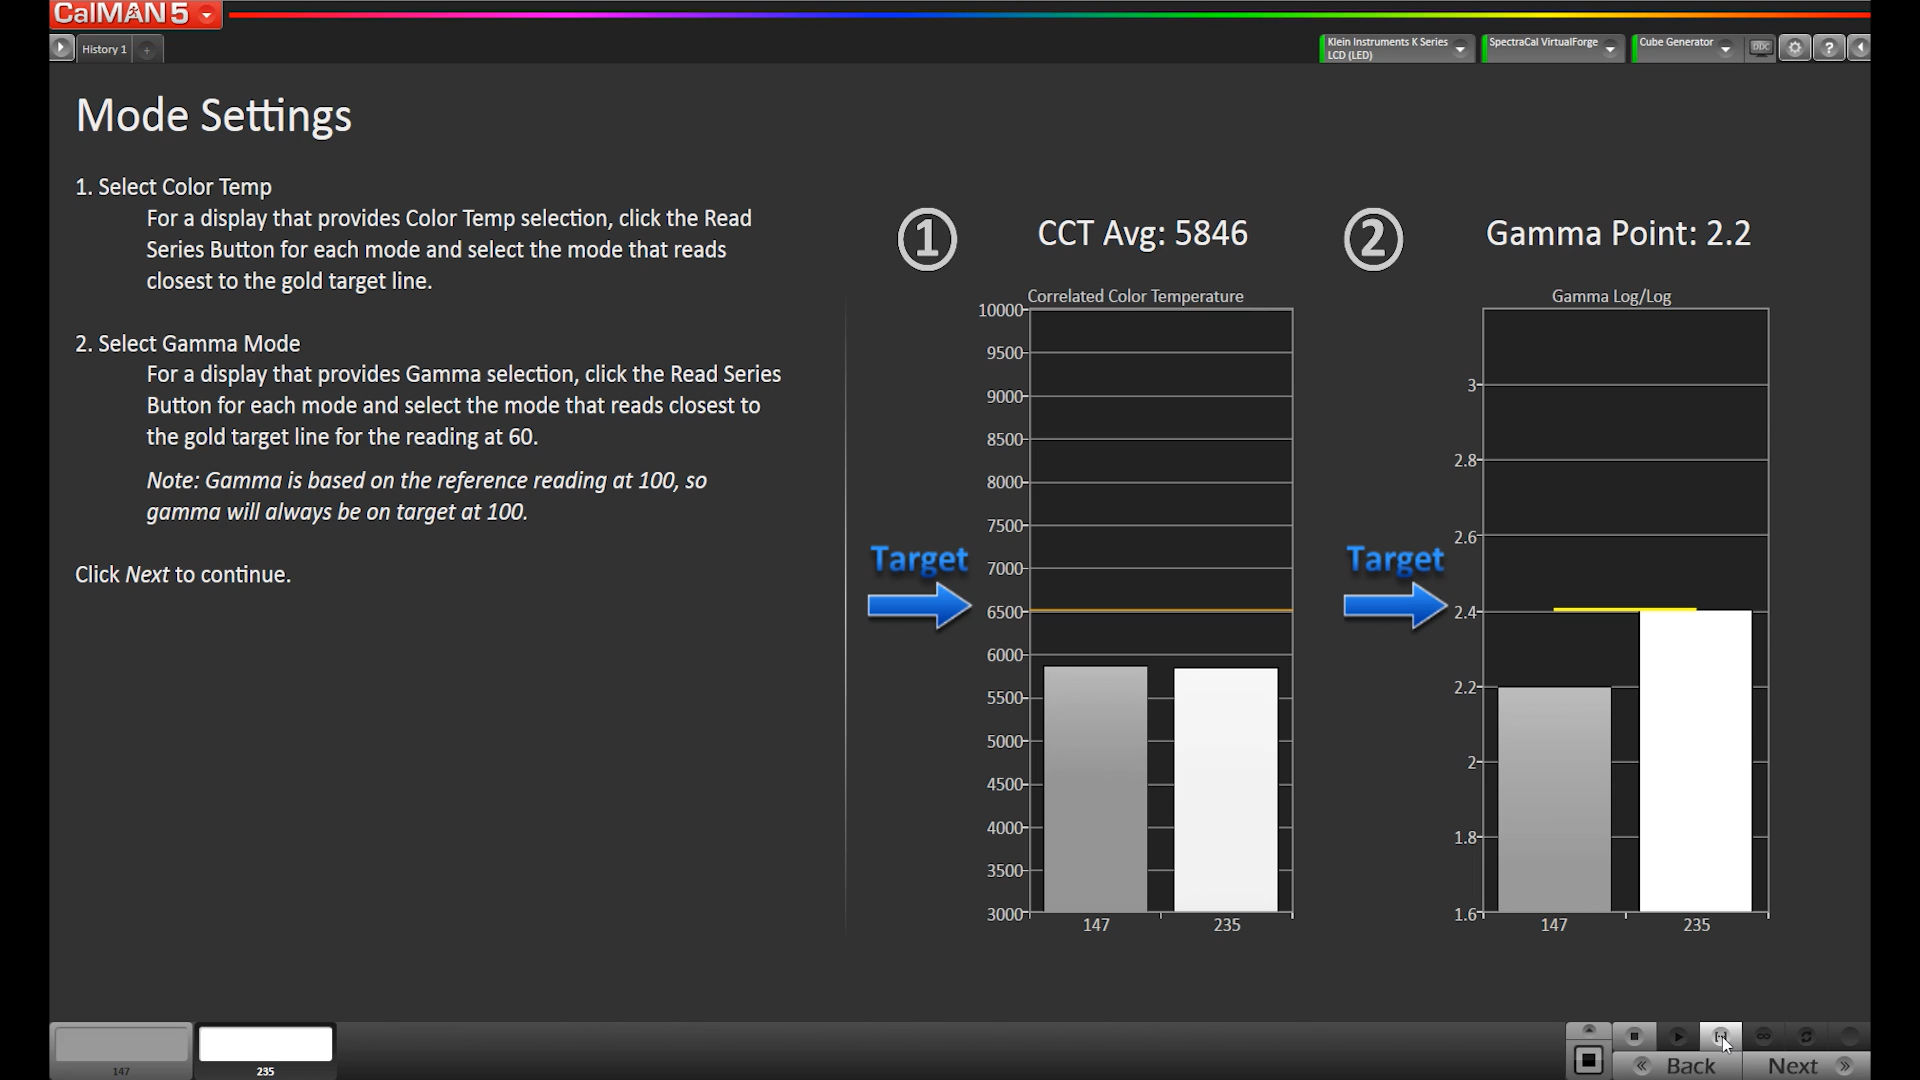 CalMAN 5
History 1
+
Klein Instruments K Series
LCD (LED)
SpectraCal VirtualForge
Cube Generator
DDC
?
Mode Settings
1. Select Color Temp
For a display that provides Color Temp selection, click the Read
Series Button for each mode and select the mode that reads
closest to the gold target line.
2. Select Gamma Mode
For a display that provides Gamma selection, click the Read Series
Button for each mode and select the mode that reads closest to
the gold target line for the reading at 60.
Note: Gamma is based on the reference reading at 100, so
gamma will always be on target at 100.
Click Next to continue.
1
CCT Avg: 5846
Correlated Color Temperature
10000
9500
9000
8500
8000
7500
7000
6500
6000
5500
5000
4500
4000
3500
3000
147 235
Target
2
Gamma Point: 2.2
Gamma Log/Log
3
2.8
2.6
2.4
2.2
2
1.8
1.6
147 235
Target
147
235
Back
Next